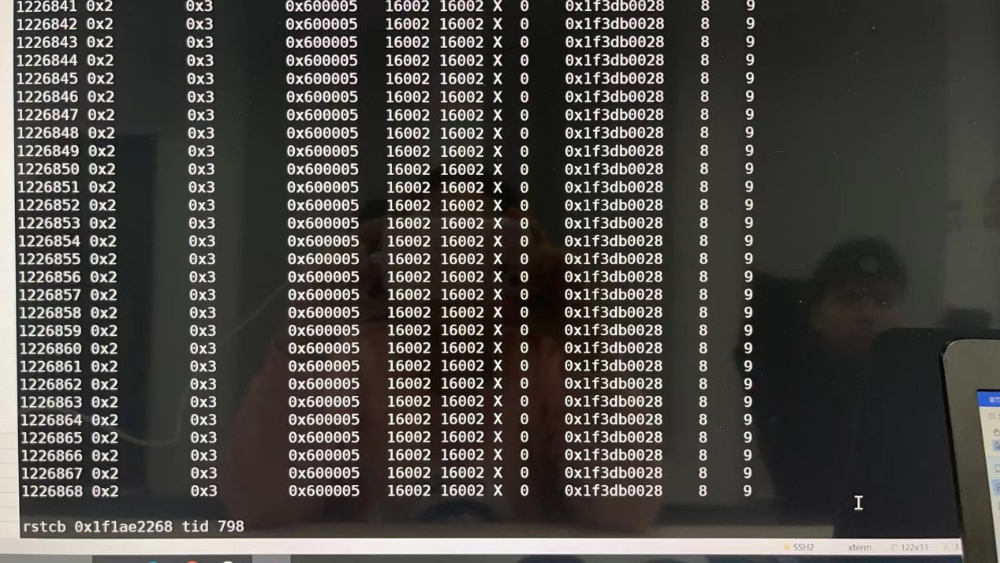 1226841 0x2 0x3 0x600005 16002 16002 X 0 0x1f3db0028 8 9
1226842 0x2 0x3 0x600005 16002 16002 X 0 0x1f3db0028 8 9
1226843 0x2 0x3 0x600005 16002 16002 X 0 0x1f3db0028 8 9
1226844 0x2 0x3 0x600005 16002 16002 X 0 0x1f3db0028 8 9
1226845 0x2 0x3 0x600005 16002 16002 X 0 0x1f3db0028 8 9
1226846 0x2 0x3 0x600005 16002 16002 X 0 0x1f3db0028 8 9
1226847 0x2 0x3 0x600005 16002 16002 X 0 0x1f3db0028 8 9
1226848 0x2 0x3 0x600005 16002 16002 X 0 0x1f3db0028 8 9
1226849 0x2 0x3 0x600005 16002 16002 X 0 0x1f3db0028 8 9
1226850 0x2 0x3 0x600005 16002 16002 X 0 0x1f3db0028 8 9
1226851 0x2 0x3 0x600005 16002 16002 X 0 0x1f3db0028 8 9
1226852 0x2 0x3 0x600005 16002 16002 X 0 0x1f3db0028 8 9
1226853 0x2 0x3 0x600005 16002 16002 X 0 0x1f3db0028 8 9
1226854 0x2 0x3 0x600005 16002 16002 X 0 0x1f3db0028 8 9
1226855 0x2 0x3 0x600005 16002 16002 X 0 0x1f3db0028 8 9
1226856 0x2 0x3 0x600005 16002 16002 X 0 0x1f3db0028 8 9
1226857 0x2 0x3 0x600005 16002 16002 X 0 0x1f3db0028 8 9
1226858 0x2 0x3 0x600005 16002 16002 X 0 0x1f3db0028 8 9
1226859 0x2 0x3 0x600005 16002 16002 X 0 0x1f3db0028 8 9
1226860 0x2 0x3 0x600005 16002 16002 X 0 0x1f3db0028 8 9
1226861 0x2 0x3 0x600005 16002 16002 X 0 0x1f3db0028 8 9
1226862 0x2 0x3 0x600005 16002 16002 X 0 0x1f3db0028 8 9
1226863 0x2 0x3 0x600005 16002 16002 X 0 0x1f3db0028 8 9
1226864 0x2 0x3 0x600005 16002 16002 X 0 0x1f3db0028 8 9
1226865 0x2 0x3 0x600005 16002 16002 X 0 0x1f3db0028 8 9
1226866 0x2 0x3 0x600005 16002 16002 X 0 0x1f3db0028 8 9
1226867 0x2 0x3 0x600005 16002 16002 X 0 0x1f3db0028 8 9
1226868 0x2 0x3 0x600005 16002 16002 X 0 0x1f3db0028 8 9
rstcb 0x1f1ae2268 tid 798
SSH2 xterm 122x33